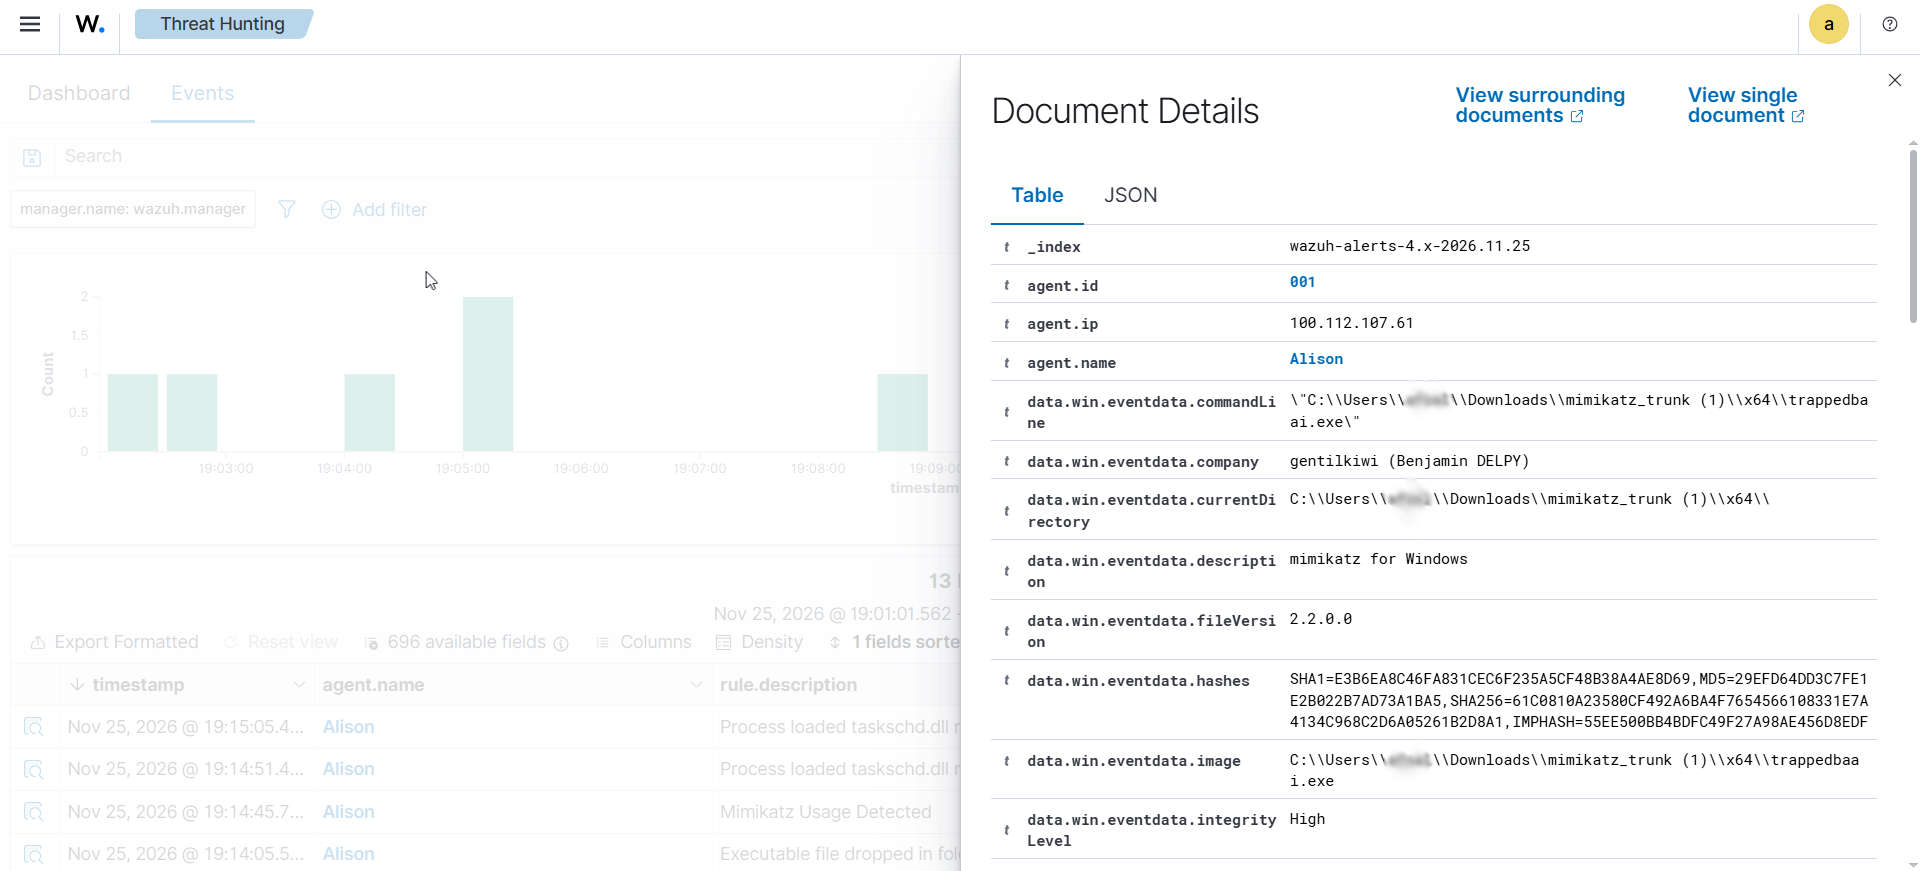 W.
Threat Hunting
a
Dashboard
Events
Search
manager.name: wazuh.manager
Add filter
Count
2
1.5
1
0.5
0
19:03:00
19:04:00
19:05:00
19:06:00
19:07:00
19:08:00
19:09:00
timestam
13
Nov 25, 2026 @ 19:01:01.562 -
Export Formatted
Reset view
696 available fields
Columns
Density
1 fields sorte
timestamp
agent.name
rule.description
Nov 25, 2026 @ 19:15:05.4... Alison Process loaded taskschd.dll
Nov 25, 2026 @ 19:14:51.4... Alison Process loaded taskschd.dll
Nov 25, 2026 @ 19:14:45.7... Alison Mimikatz Usage Detected
Nov 25, 2026 @ 19:14:05.5... Alison Executable file dropped in fol
Document Details
View surrounding
documents
View single
document
Table
JSON
t _index wazuh-alerts-4.x-2026.11.25
t agent.id 001
t agent.ip 100.112.107.61
t agent.name Alison
t data.win.eventdata.commandLi
ne
\"C:\\Users\\ \\Downloads\\mimikatz_trunk (1)\\x64\\trappedba
ai.exe\"
t data.win.eventdata.company gentilkiwi (Benjamin DELPY)
t data.win.eventdata.currentDi
rectory
C:\\Users\\ \\Downloads\\mimikatz_trunk (1)\\x64\\
t data.win.eventdata.descripti
on
mimikatz for Windows
t data.win.eventdata.fileVersi
on
2.2.0.0
t data.win.eventdata.hashes
SHA1=E3B6EA8C46FA831CEC6F235A5CF48B38A4AE8D69,MD5=29EFD64DD3C7FE1
E2B022B7AD73A1BA5,SHA256=61C0810A23580CF492A6BA4F7654566108331E7A
4134C968C2D6A05261B2D8A1,IMPHASH=55EE500BB4BDFC49F27A98AE456D8EDF
t data.win.eventdata.image
C:\\Users\\ \\Downloads\\mimikatz_trunk (1)\\x64\\trappedbaa
i.exe
t data.win.eventdata.integrity
Level
High